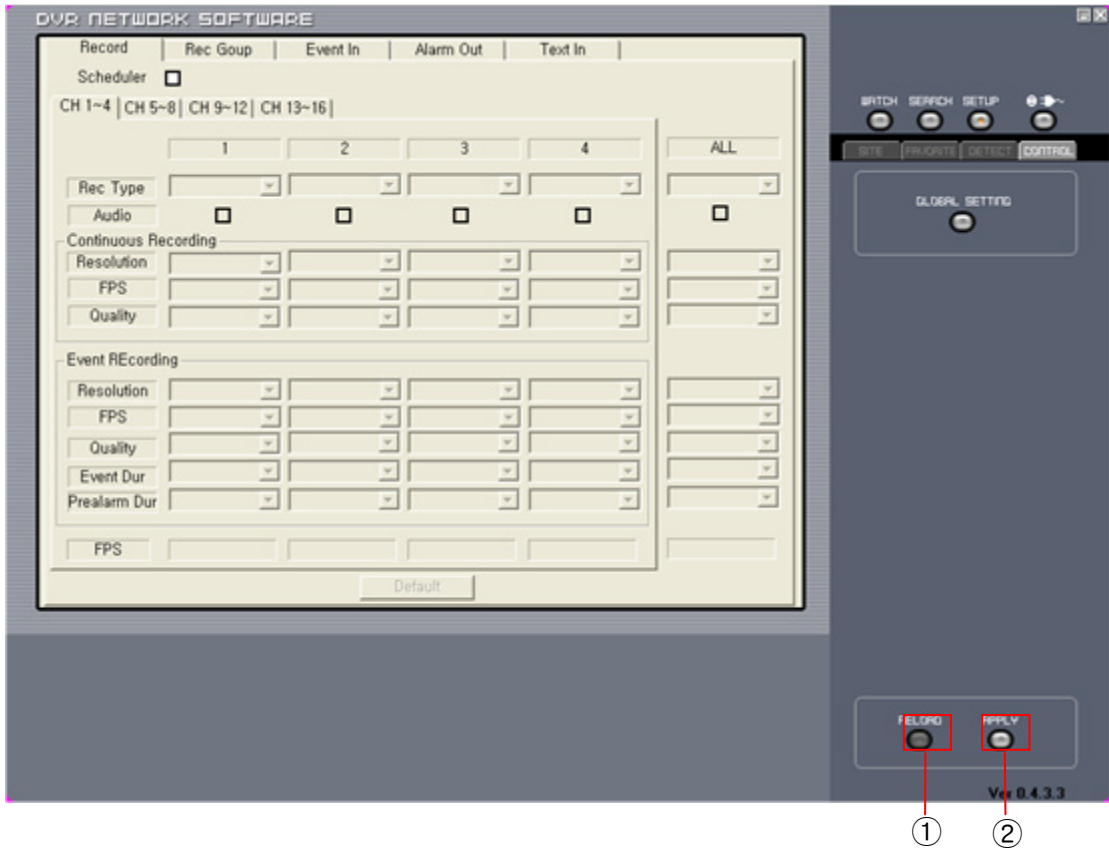 DVR NETWORK SOFTWARE
Record | Rec Goup | Event In | Alarm Out | Text In |
Scheduler
CH 1~4 | CH 5~8 | CH 9~12 | CH 13~16 |
1 2 3 4 ALL
Rec Type
Audio
Continuous Recording
Resolution
FPS
Quality
Event REcording
Resolution
FPS
Quality
Event Dur
Prealarm Dur
FPS
Default
WATCH SEARCH SETUP
SITE FAVORITE DETECT CONTROL
GLOBAL SETTING
RELOAD APPLY
Ver 0.4.3.3
① ②